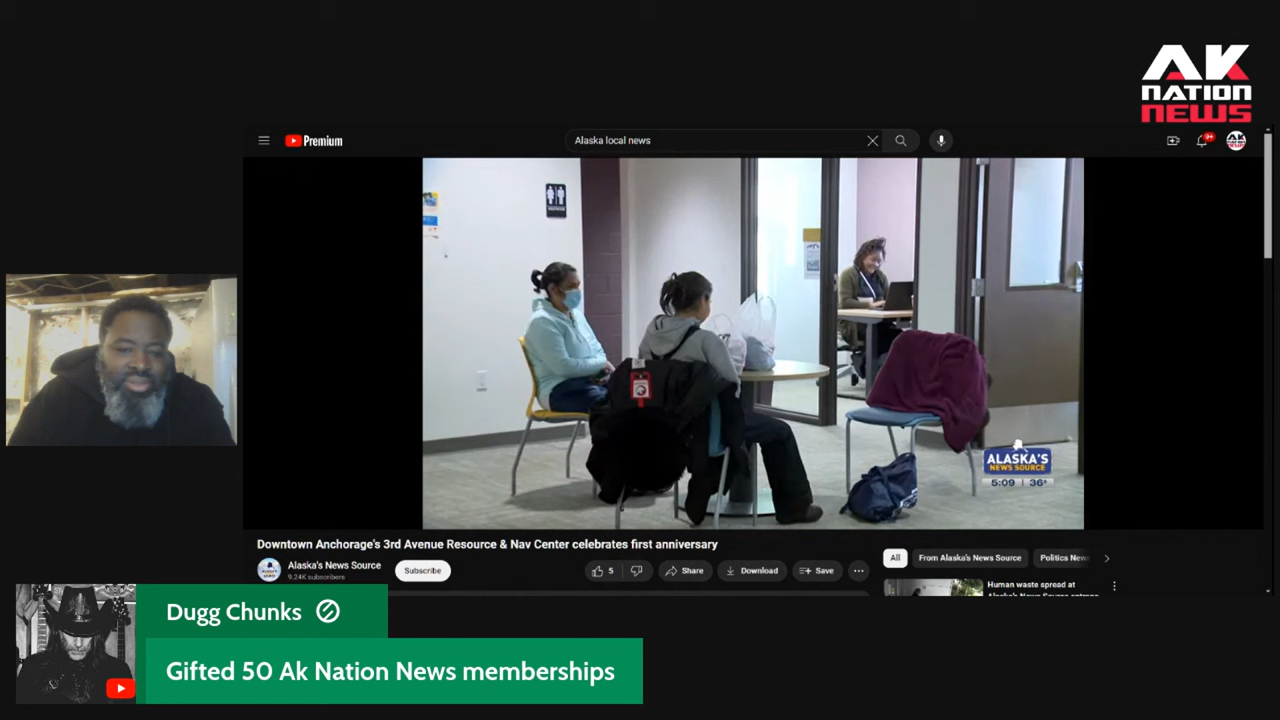 AK
NATION
NEWS
Premium
Alaska local news
9+
ALASKA'S
NEWS SOURCE
5:09 | 36°
Downtown Anchorage's 3rd Avenue Resource & Nav Center celebrates first anniversary
Alaska's News Source
9.24K subscribers
Subscribe
5
Share
Download
Save
All
From Alaska's News Source
Politics News
Human waste spread at
Dugg Chunks
Gifted 50 Ak Nation News memberships